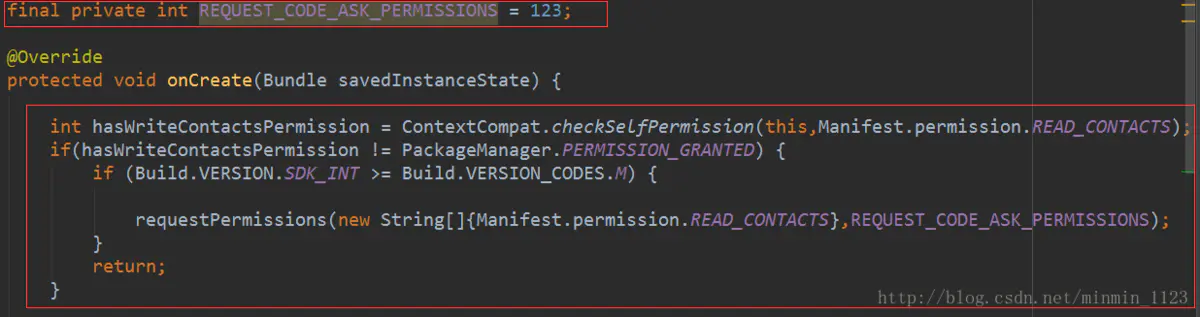 final private int REQUEST_CODE_ASK_PERMISSIONS = 123;
@Override
protected void onCreate(Bundle savedInstanceState) {
int hasWriteContactsPermission = ContextCompat.checkSelfPermission(this,Manifest.permission.READ_CONTACTS);
if(hasWriteContactsPermission != PackageManager.PERMISSION_GRANTED) {
if (Build.VERSION.SDK_INT >= Build.VERSION_CODES.M) {
requestPermissions(new String[]{Manifest.permission.READ_CONTACTS},REQUEST_CODE_ASK_PERMISSIONS);
}
return;
}
http://blog.csdn.net/minmin_1123